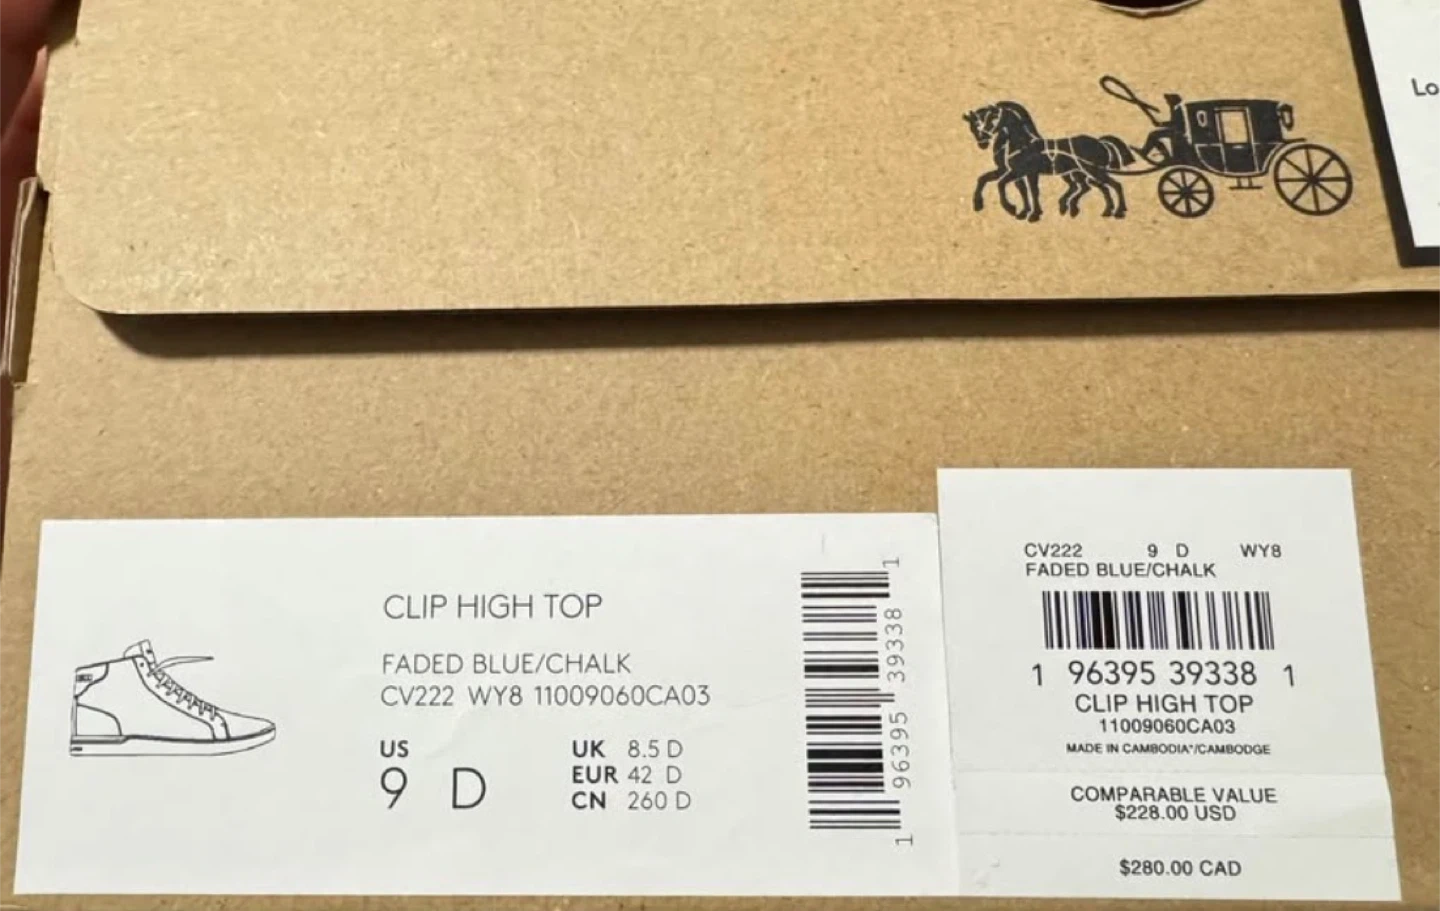 Lo
CLIP HIGH TOP
FADED BLUE/CHALK
CV222 WY8 11009060CA03
US
9 D
UK 8.5 D
EUR 42 D
CN 260 D
1 96395 39338 1
CV222 9 D WY8
FADED BLUE/CHALK
1 96395 39338 1
CLIP HIGH TOP
11009060CA03
MADE IN CAMBODIA*/CAMBODGE
COMPARABLE VALUE
$228.00 USD
$280.00 CAD